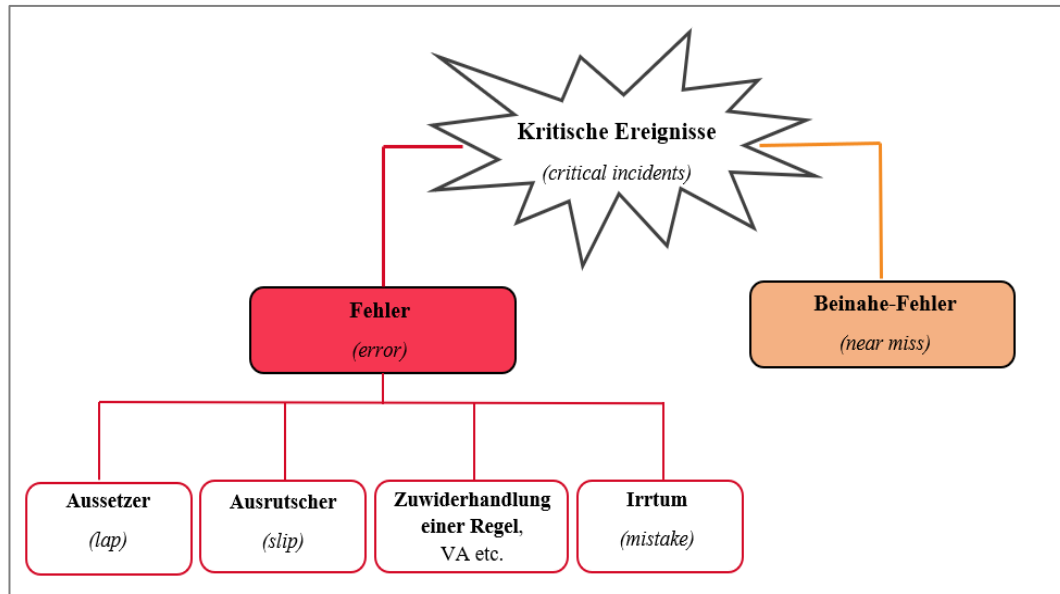 Kritische Ereignisse
(critical incidents)
Fehler
(error)
Beinahe-Fehler
(near miss)
Aussetzer
(lap)
Ausrutscher
(slip)
Zuwiderhandlung
einer Regel,
VA etc.
Irrtum
(mistake)